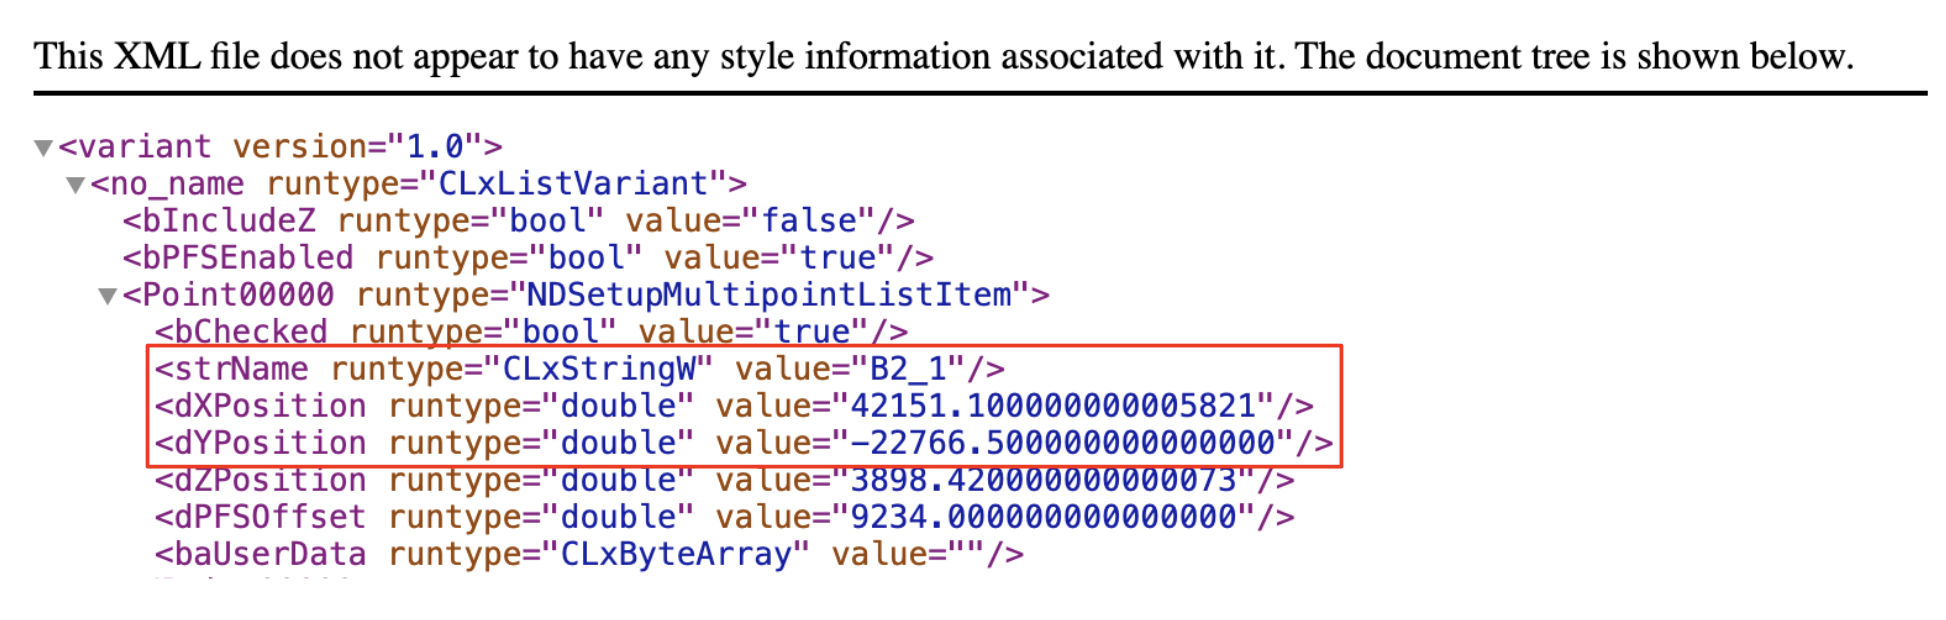 This XML file does not appear to have any style information associated with it. The document tree is shown below.
▼<variant version="1.0">
▼<no_name runtype="CLxListVariant">
<bIncludeZ runtype="bool" value="false"/>
<bPFSEnabled runtype="bool" value="true"/>
▼<Point00000 runtype="NDSetupMultipointListItem">
<bChecked runtype="bool" value="true"/>
<strName runtype="CLxStringW" value="B2_1"/>
<dXPosition runtype="double" value="42151.100000000005821"/>
<dYPosition runtype="double" value="-22766.500000000000000"/>
<dZPosition runtype="double" value="3898.420000000000073"/>
<dPFSOffset runtype="double" value="9234.000000000000000"/>
<baUserData runtype="CLxByteArray" value=""/>